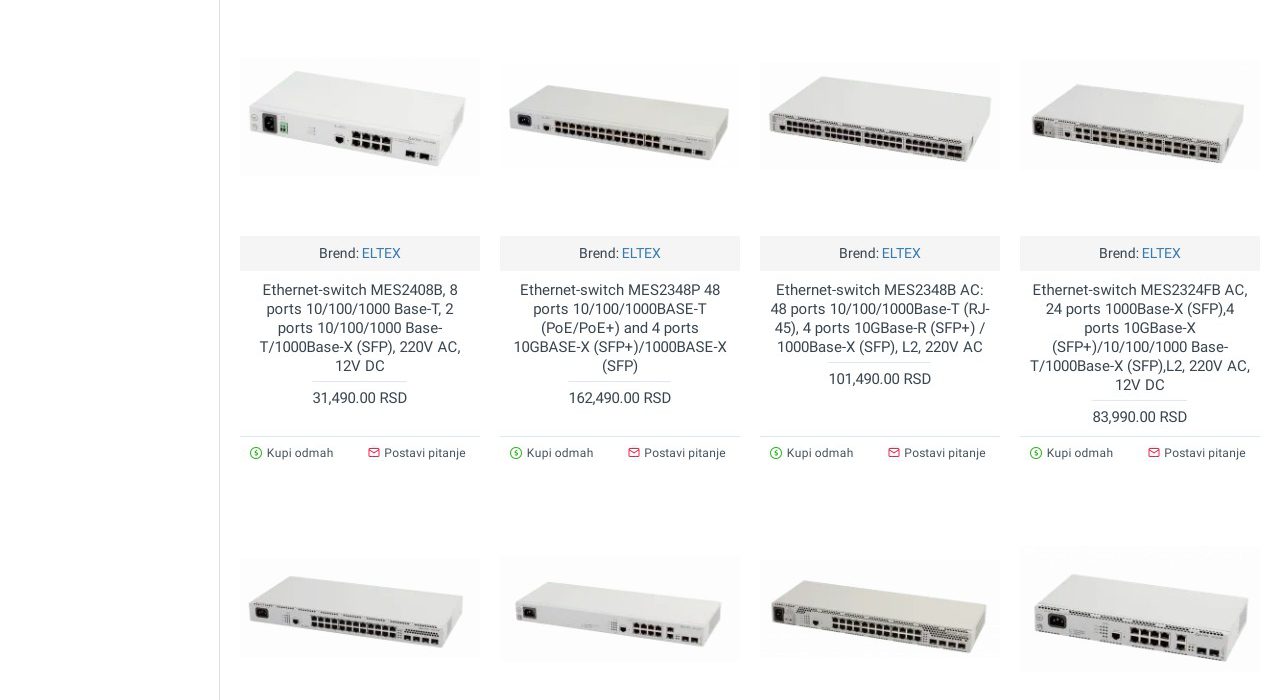 Brend: ELTEX
Ethernet-switch MES2408B, 8
ports 10/100/1000 Base-T, 2
ports 10/100/1000 Base-
T/1000Base-X (SFP), 220V AC,
12V DC
31,490.00 RSD
Kupi odmah
Postavi pitanje
Brend: ELTEX
Ethernet-switch MES2348P 48
ports 10/100/1000BASE-T
(PoE/PoE+) and 4 ports
10GBASE-X (SFP+)/1000BASE-X
(SFP)
162,490.00 RSD
Kupi odmah
Postavi pitanje
Brend: ELTEX
Ethernet-switch MES2348B AC:
48 ports 10/100/1000Base-T (RJ-
45), 4 ports 10GBase-R (SFP+) /
1000Base-X (SFP), L2, 220V AC
101,490.00 RSD
Kupi odmah
Postavi pitanje
Brend: ELTEX
Ethernet-switch MES2324FB AC,
24 ports 1000Base-X (SFP),4
ports 10GBase-X
(SFP+)/10/100/1000 Base-
T/1000Base-X (SFP),L2, 220V AC,
12V DC
83,990.00 RSD
Kupi odmah
Postavi pitanje